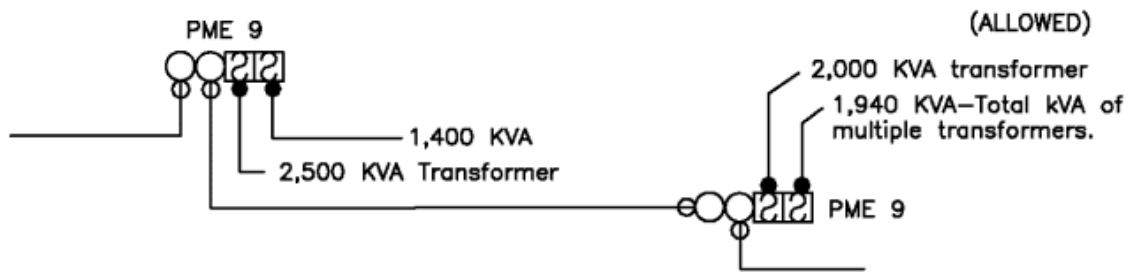 (ALLOWED)
PME 9
2,000 KVA transformer
1,940 KVA-Total kVA of
multiple transformers.
1,400 KVA
2,500 KVA Transformer
PME 9